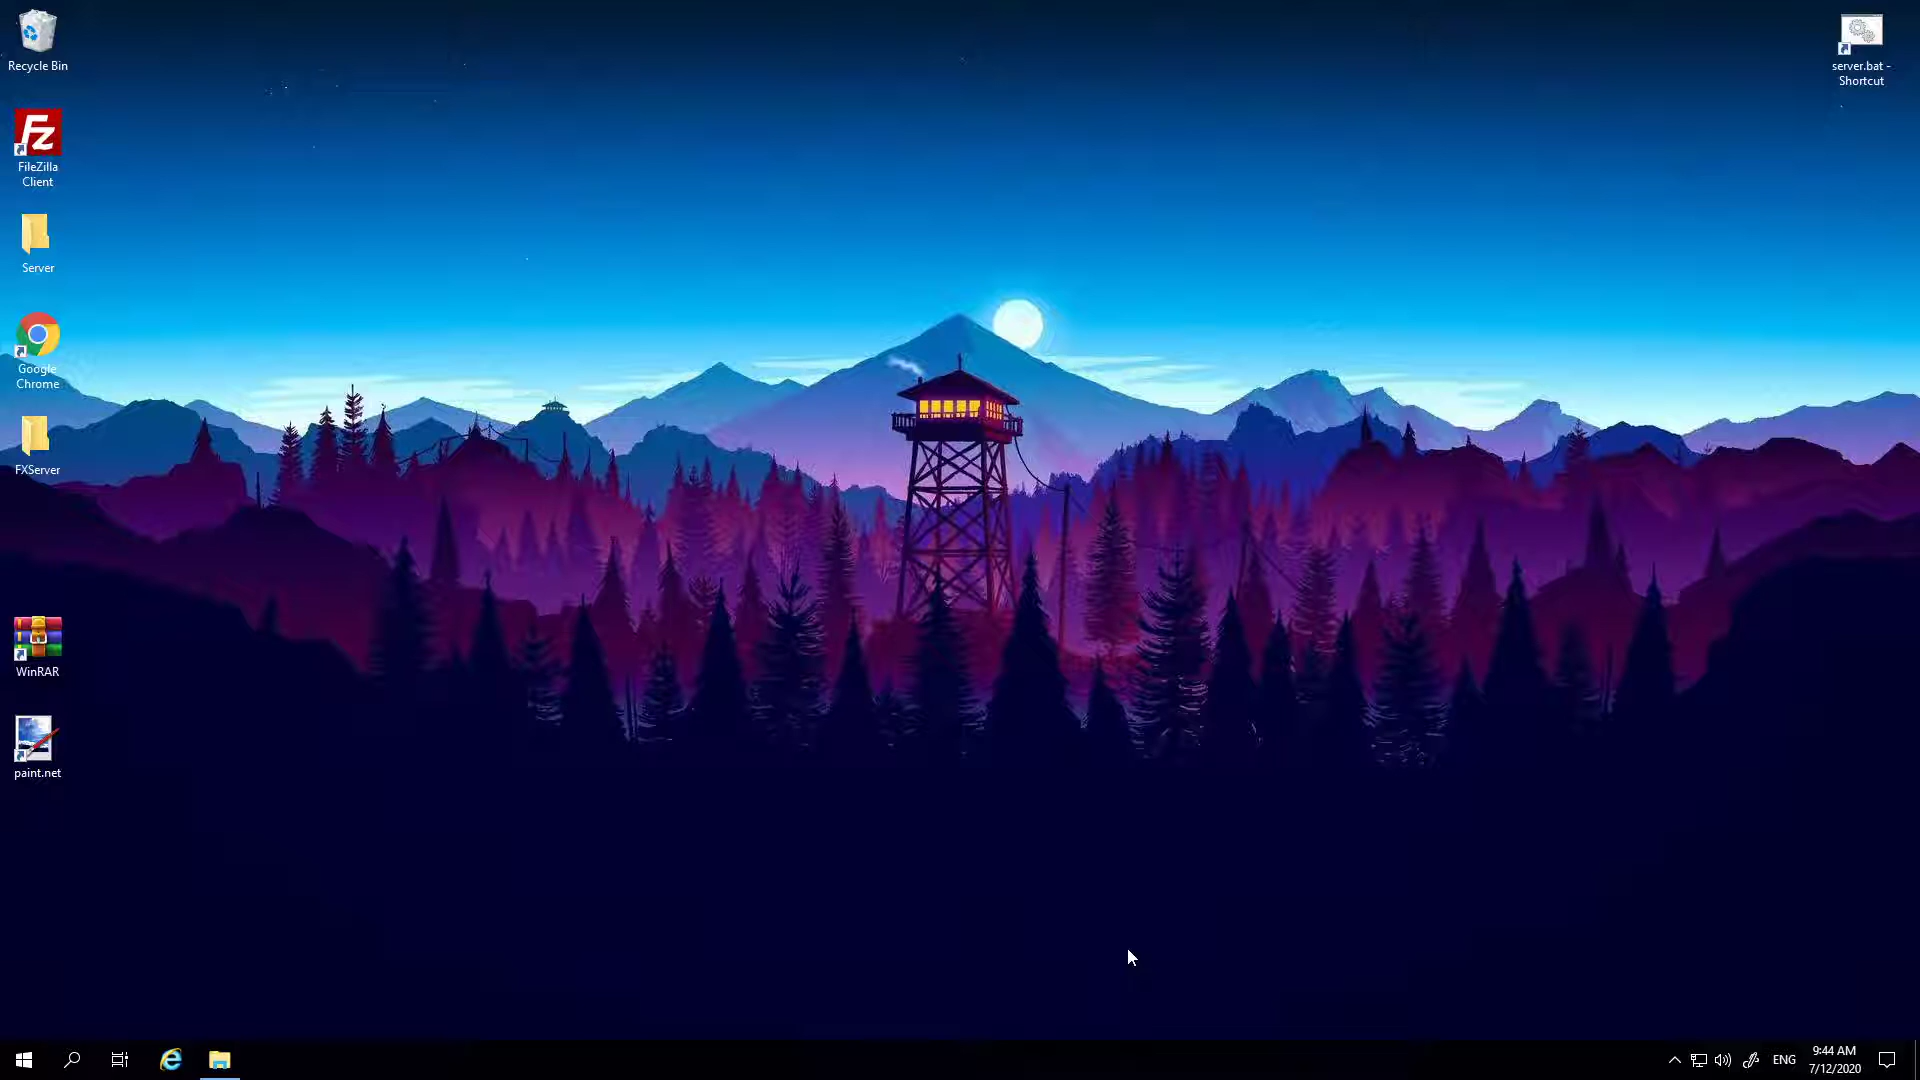 Recycle Bin
server.bat -
Shortcut
Fz
FileZilla
Client
Server
Google
Chrome
FXServer
WinRAR
paint.net
ENG
9:44 AM
7/12/2020